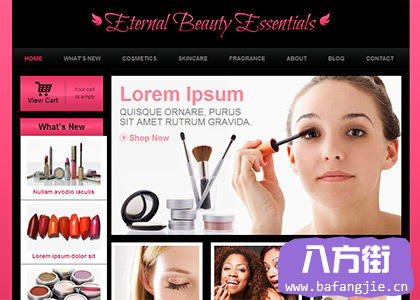 Eternal Beauty Essentials
HOME WHAT'S NEW COSMETICS SKINCARE FRAGRANCE ABOUT BLOG CONTACT
View Cart
Your cart
is empty
What's New
Nullam avodio iaculis
Lorem ipsum dolor sit
Lorem Ipsum
QUISQUE ORNARE, PURUS
SIT AMET RUTRUM GRAVIDA.
Shop Now
八方街
www.bafangjie.cn